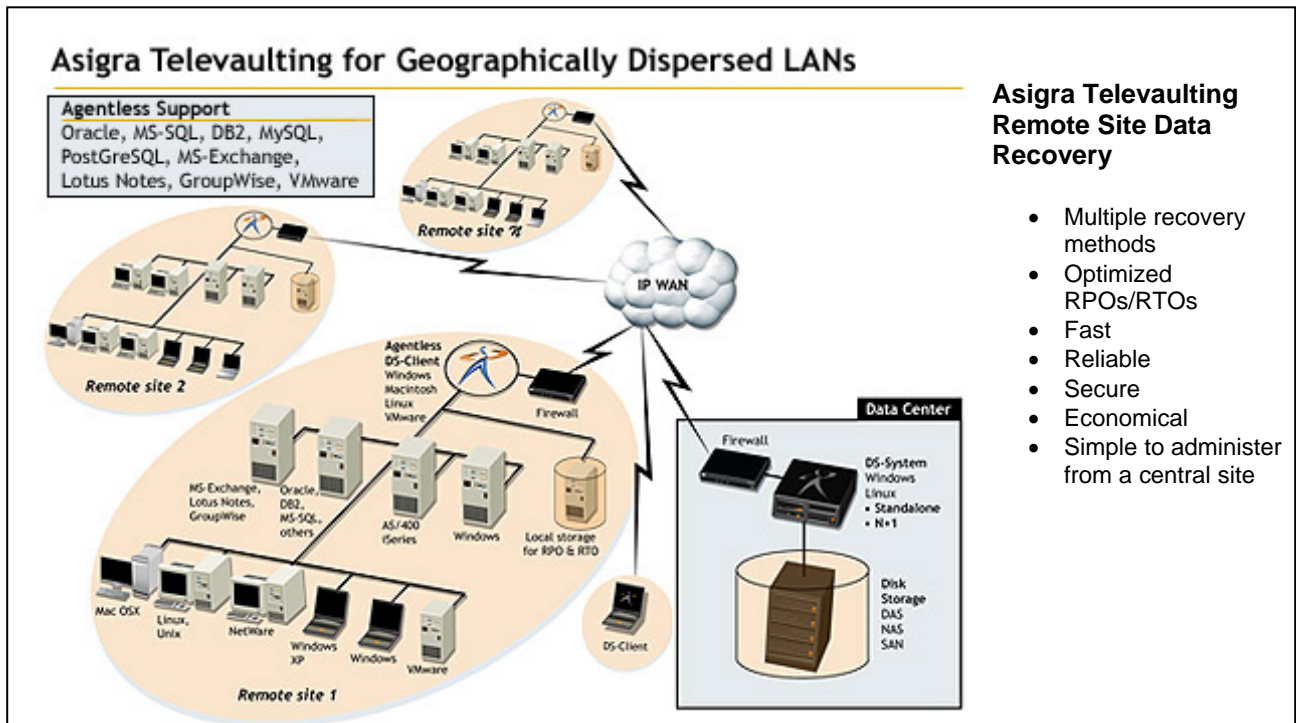 Asigra Televaulting for Geographically Dispersed LANs
Agentless Support
Oracle, MS-SQL, DB2, MySQL,
PostGreSQL, MS-Exchange,
Lotus Notes, GroupWise, VMware
Remote site n
Remote site 2
IP WAN
Agentless
DS-Client
Windows
Macintosh
Linux
VMware
Firewall
MS-Exchange,
Lotus Notes,
GroupWise
Oracle,
DB2,
MS-SQL,
others
AS/400
iSeries
Windows
Local storage
for RPO & RTO
Mac OSX
Linux,
Unix
NetWare
Windows
XP
Windows
VMware
Remote site 1
DS-Client
Data Center
Firewall
DS-System
Windows
Linux
• Standalone
• N+1
Disk
Storage
DAS
NAS
SAN
Asigra Televaulting
Remote Site Data
Recovery
• Multiple recovery
methods
• Optimized
RPOs/RTOs
• Fast
• Reliable
• Secure
• Economical
• Simple to administer
from a central site